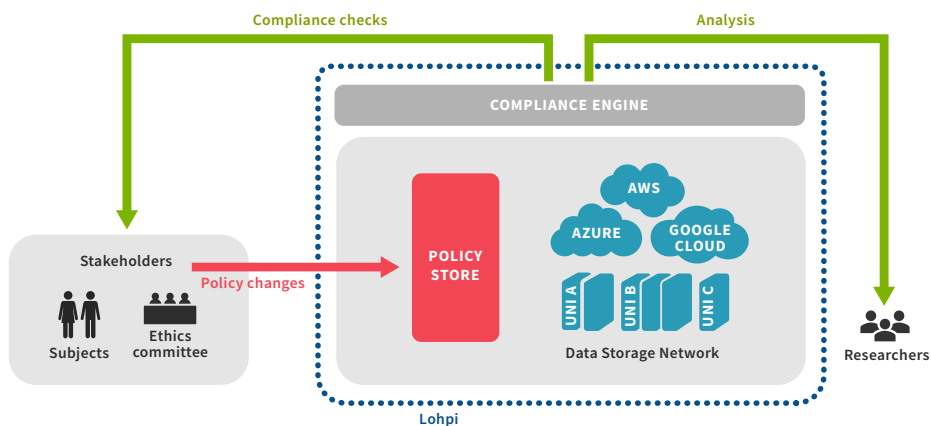 Compliance checks
Analysis
COMPLIANCE ENGINE
AWS
AZURE
GOOGLE
CLOUD
POLICY
STORE
Stakeholders
Policy changes
UNI A
UNI B
UNI C
Subjects
Ethics
committee
Data Storage Network
Researchers
Lohpi